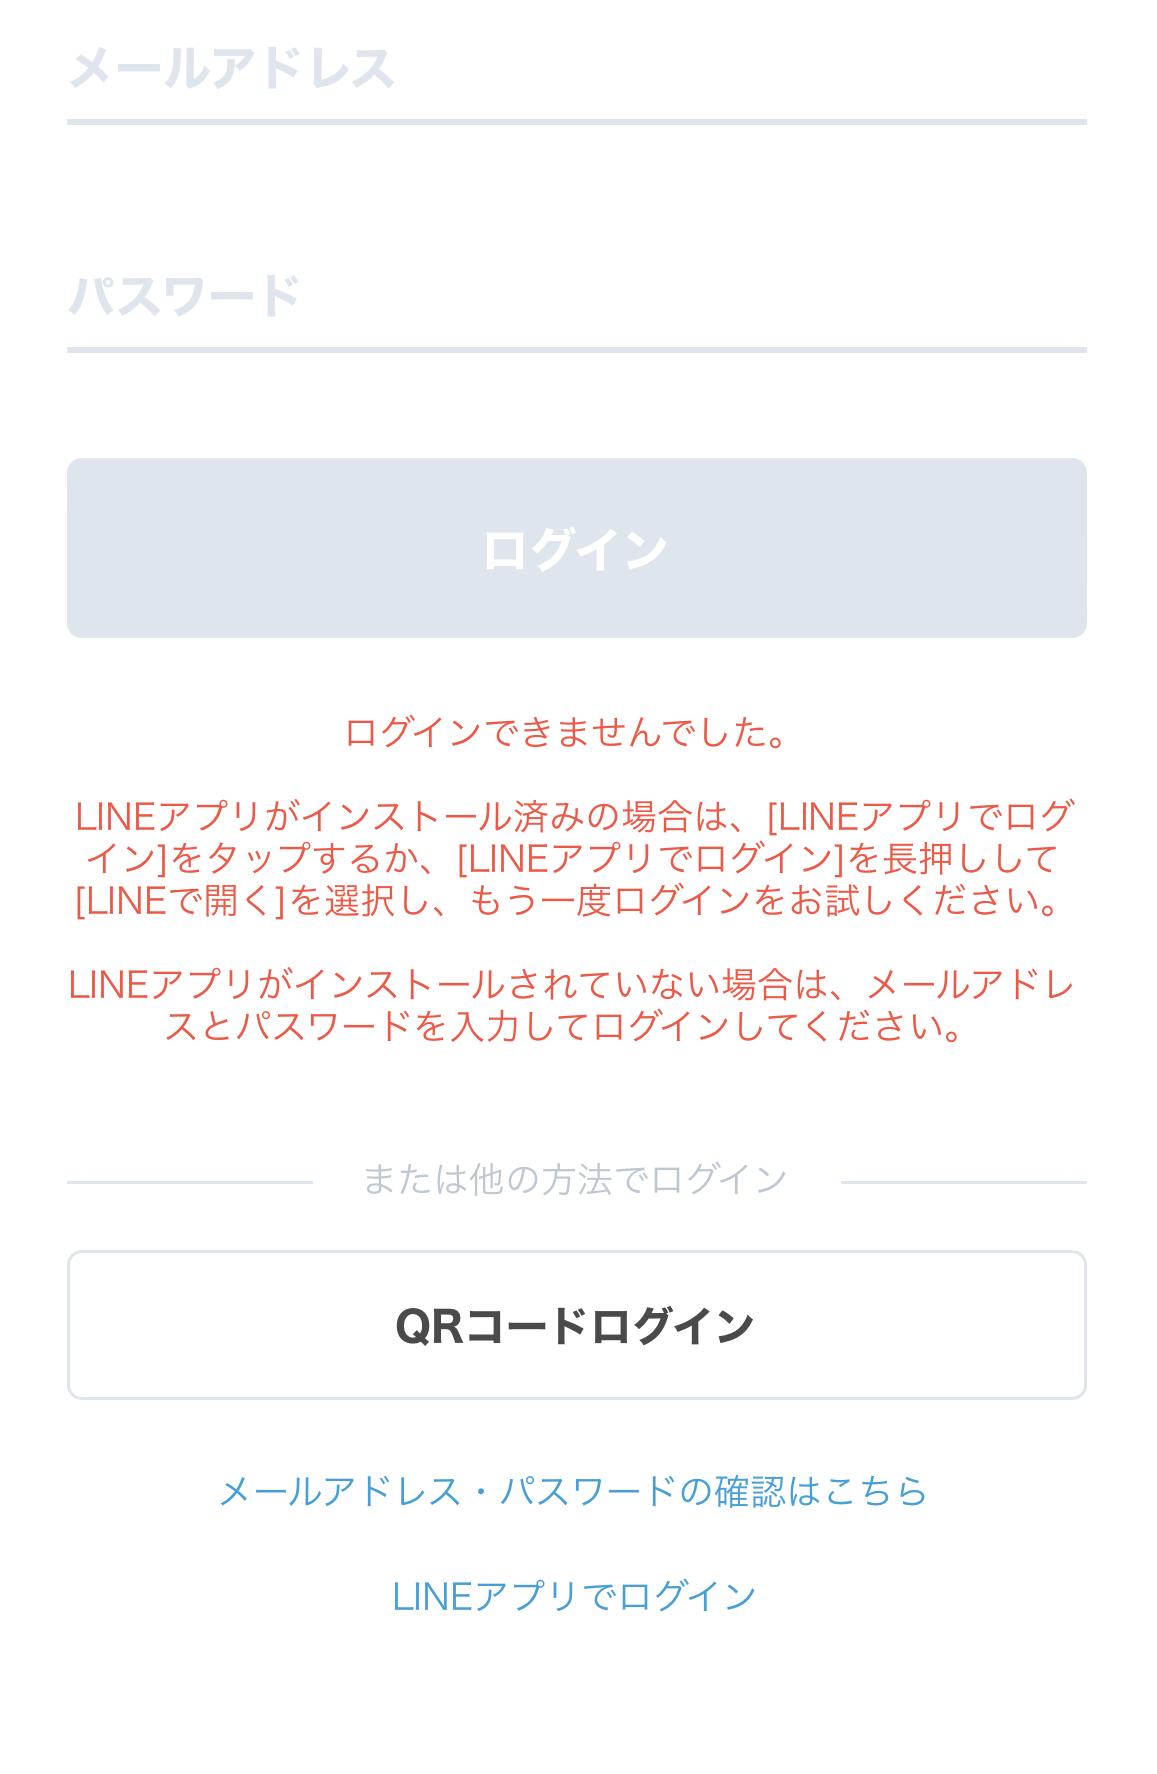 メールアドレス
パスワード
ログイン
ログインできませんでした。
LINEアプリがインストール済みの場合は、[LINEアプリでログ
イン]をタップするか、[LINEアプリでログイン]を長押しして
[LINEで開く]を選択し、もう一度ログインをお試しください。
LINEアプリがインストールされていない場合は、メールアドレ
スとパスワードを入力してログインしてください。
または他の方法でログイン
QRコードログイン
メールアドレス・パスワードの確認はこちら
LINEアプリでログイン